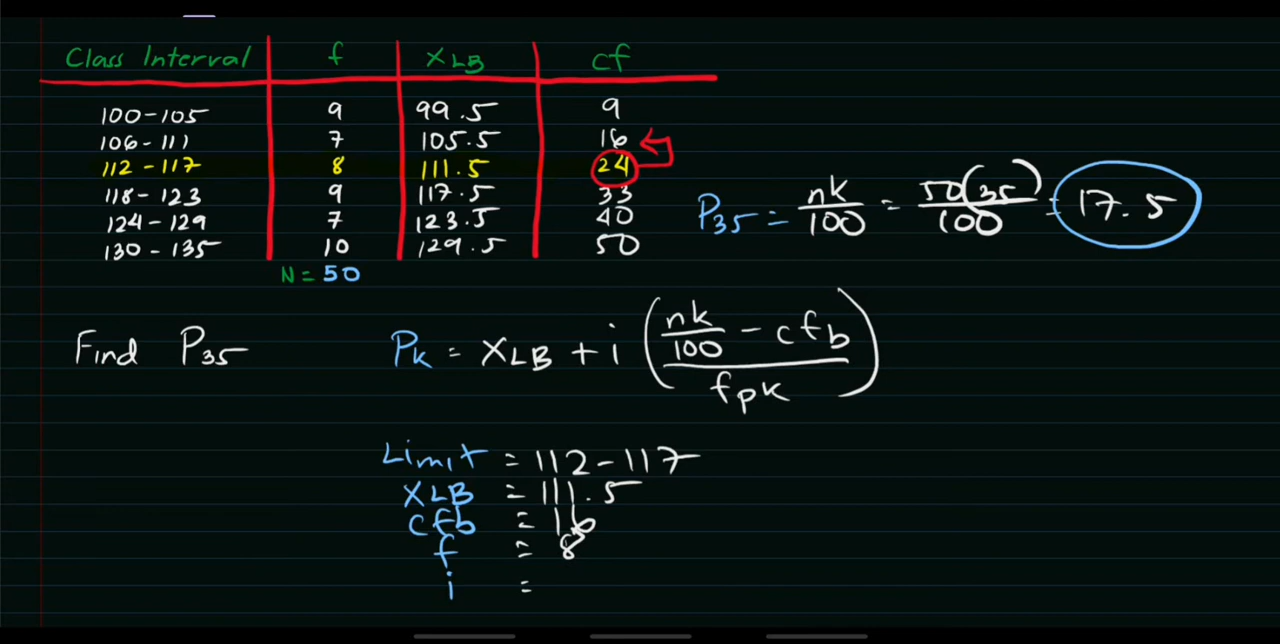 Class Interval f XLB cf
100-105 9 99.5 9
106-111 7 105.5 16
112-117 8 111.5 24
118-123 9 117.5 33
124-129 7 123.5 40
130-135 10 129.5 50
N = 50
P35 = nk/100 = 50(35)/100 = 17.5
Find P35
Pk = XLB + i (nk/100 - cfb / fpk)
Limit = 112-117
XLB = 111.5
cfb = 16
f = 8
i =